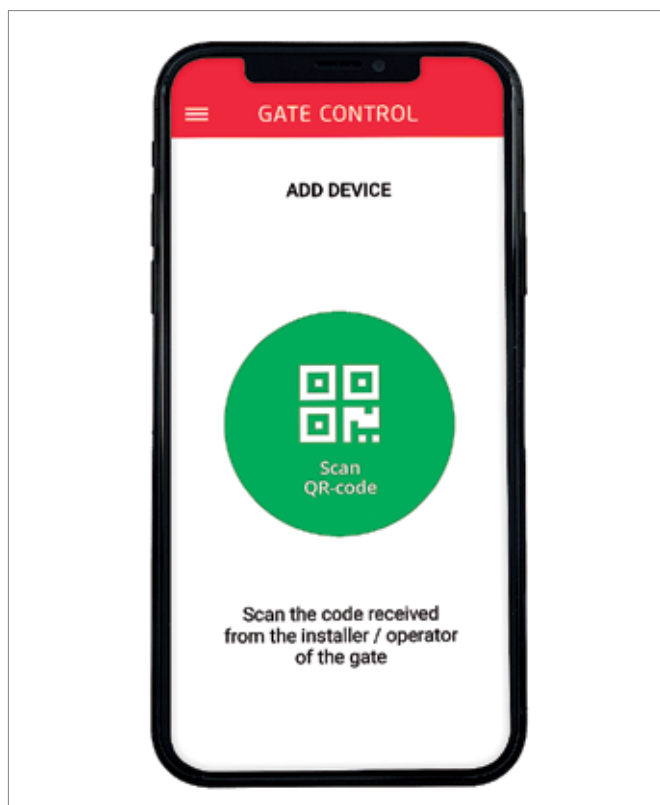 GATE CONTROL
ADD DEVICE
Scan
QR-code
Scan the code received
from the installer / operator
of the gate